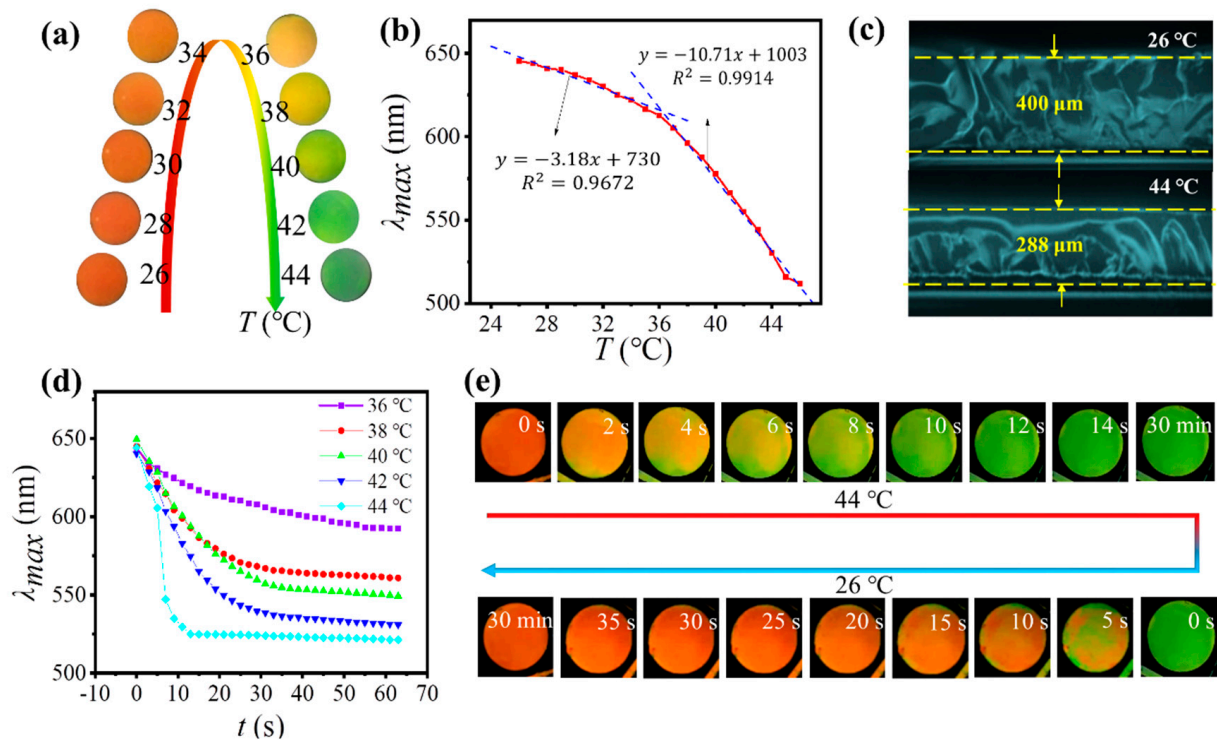 (a)
34
36
32
38
30
40
28
42
26
44
T (°C)
(b)
λmax (nm)
650
600
550
500
y = −10.71x + 1003
R² = 0.9914
y = −3.18x + 730
R² = 0.9672
24 28 32 36 40 44
T (°C)
(c)
26 °C
400 μm
44 °C
288 μm
(d)
λmax (nm)
650
600
550
500
36 °C
38 °C
40 °C
42 °C
44 °C
-10 0 10 20 30 40 50 60 70
t (s)
(e)
0 s 2 s 4 s 6 s 8 s 10 s 12 s 14 s 30 min
44 °C
26 °C
30 min 35 s 30 s 25 s 20 s 15 s 10 s 5 s 0 s